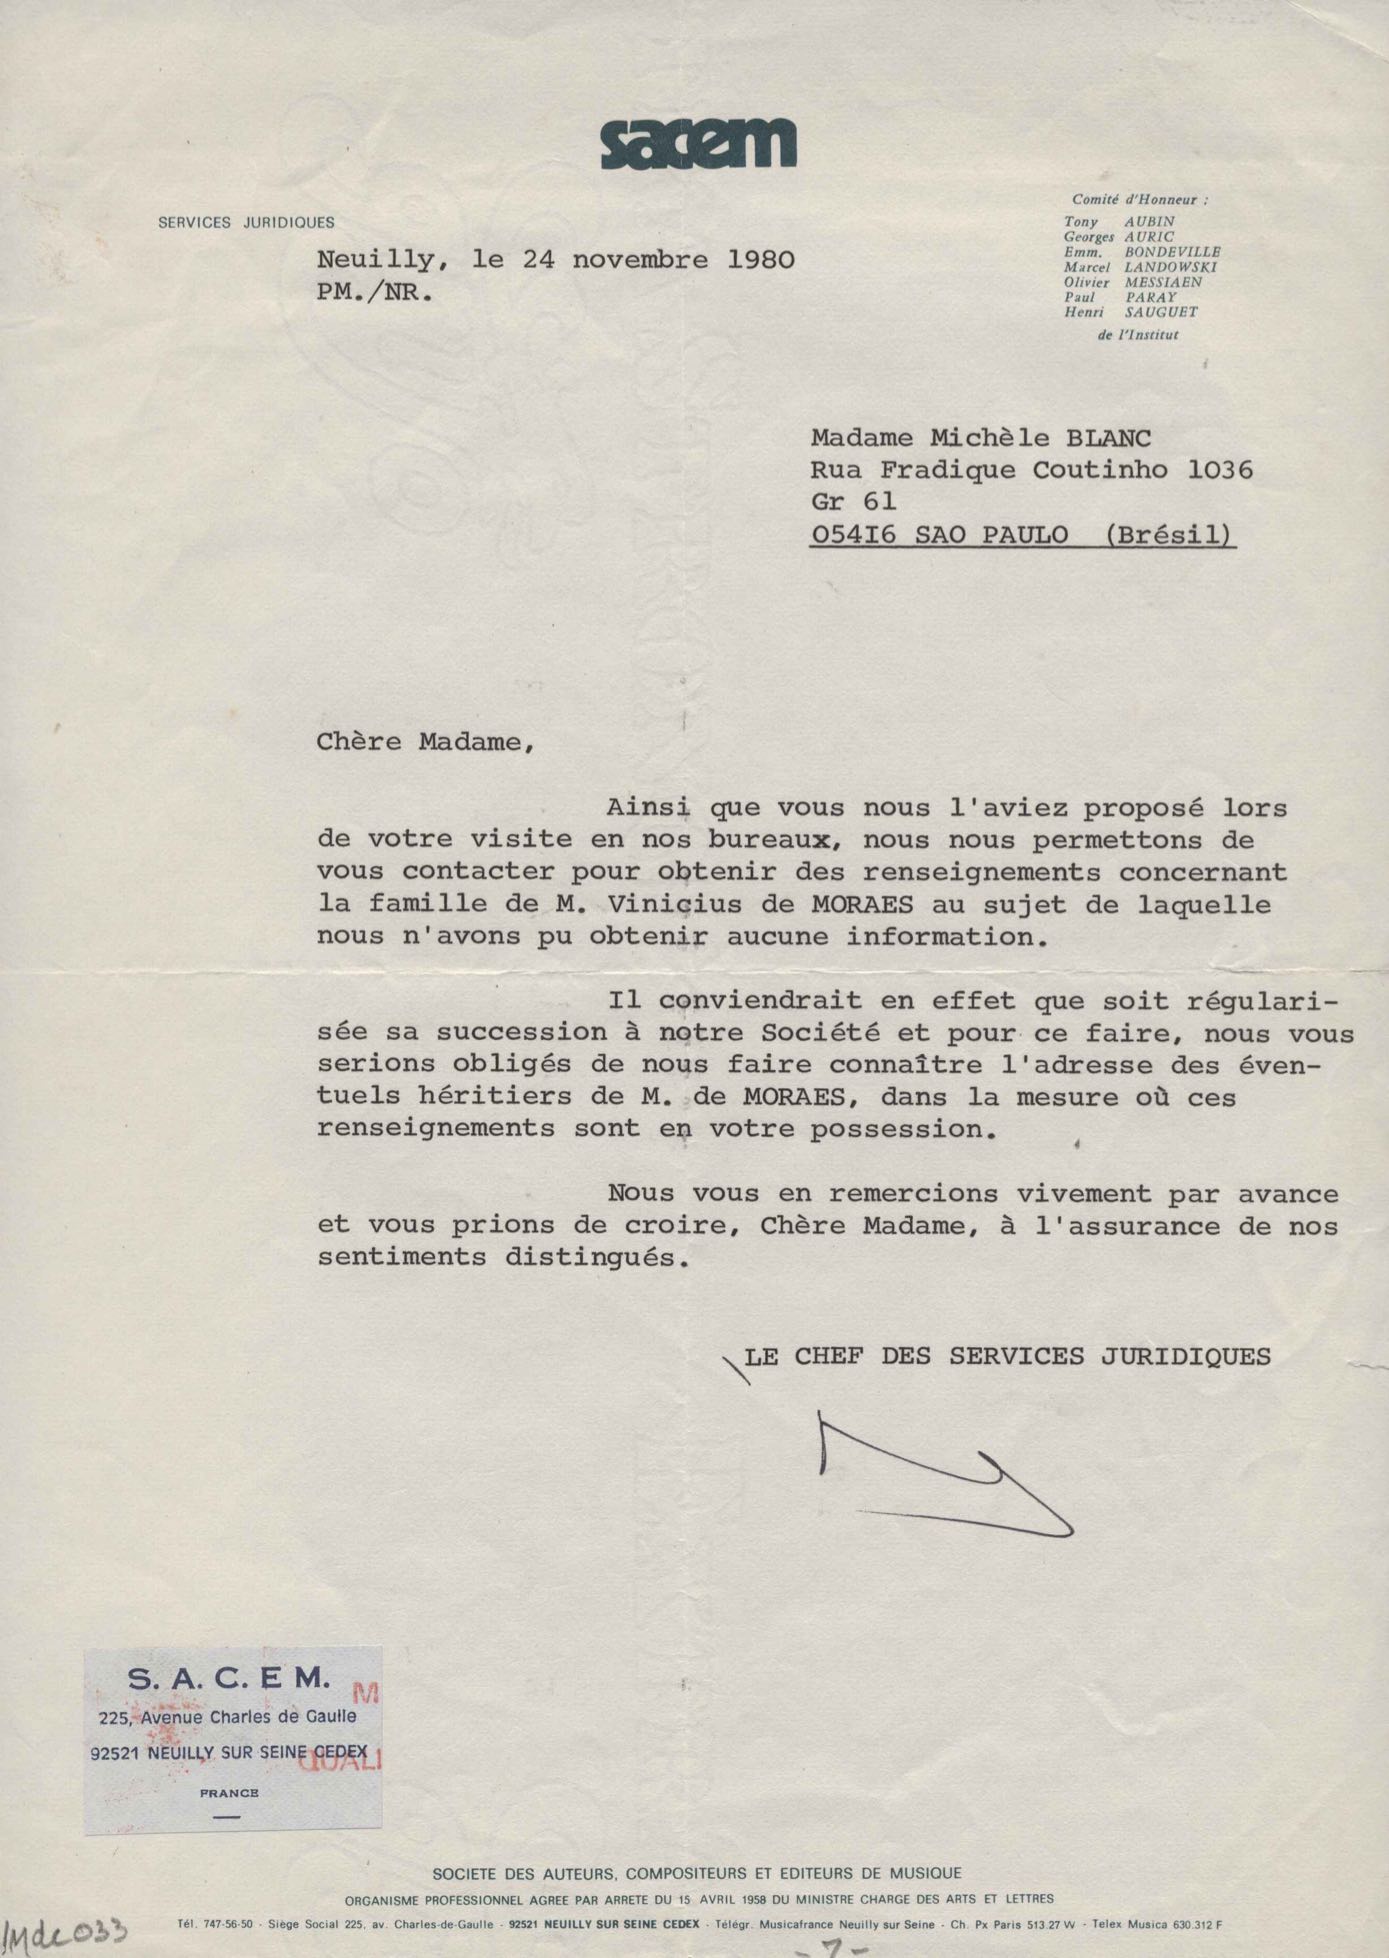 sacem
SERVICES JURIDIQUES
Comité d'Honneur :
Tony AUBIN
Georges AURIC
Emm. BONDEVILLE
Marcel LANDOWSKI
Olivier MESSIAEN
Paul PARAY
Henri SAUGUET
de l'Institut
Neuilly, le 24 novembre 1980
PM./NR.
Madame Michèle BLANC
Rua Fradique Coutinho 1036
Gr 61
054I6 SAO PAULO (Brésil)
Chère Madame,
Ainsi que vous nous l'aviez proposé lors
de votre visite en nos bureaux, nous nous permettons de
vous contacter pour obtenir des renseignements concernant
la famille de M. Vinicius de MORAES au sujet de laquelle
nous n'avons pu obtenir aucune information.
Il conviendrait en effet que soit régulari-
sée sa succession à notre Société et pour ce faire, nous vous
serions obligés de nous faire connaître l'adresse des éven-
tuels héritiers de M. de MORAES, dans la mesure où ces
renseignements sont en votre possession.
Nous vous en remercions vivement par avance
et vous prions de croire, Chère Madame, à l'assurance de nos
sentiments distingués.
LE CHEF DES SERVICES JURIDIQUES
S. A. C. E M.
225, Avenue Charles de Gaulle
92521 NEUILLY SUR SEINE CEDEX
FRANCE
M
QUALI
SOCIETE DES AUTEURS, COMPOSITEURS ET EDITEURS DE MUSIQUE
ORGANISME PROFESSIONNEL AGREE PAR ARRETE DU 15 AVRIL 1958 DU MINISTRE CHARGE DES ARTS ET LETTRES
Tél. 747-56-50 - Siège Social 225, av. Charles-de-Gaulle - 92521 NEUILLY SUR SEINE CEDEX - Télégr. Musicafrance Neuilly sur Seine - Ch. Px Paris 513.27 W - Telex Musica 630.312 F
- 7 -